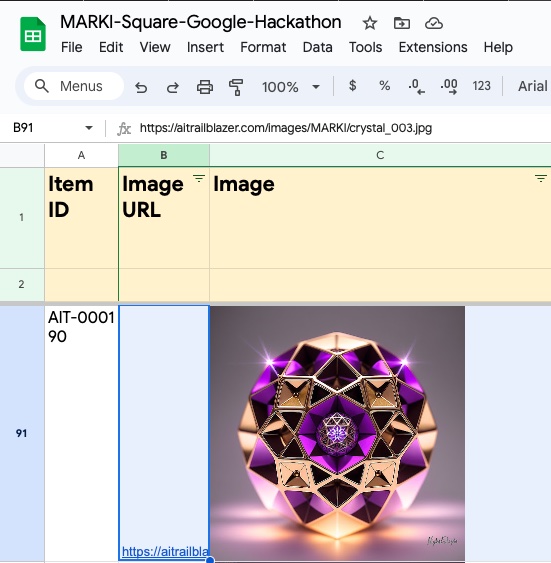 MARKI-Square-Google-Hackathon
File Edit View Insert Format Data Tools Extensions Help
Menus 100% $ % .0 .00 123 Arial
B91 fx https://aitrailblazer.com/images/MARKI/crystal_003.jpg
A B C
1
Item ID
Image URL
Image
2
91
AIT-0001
90
https://aitrailbla